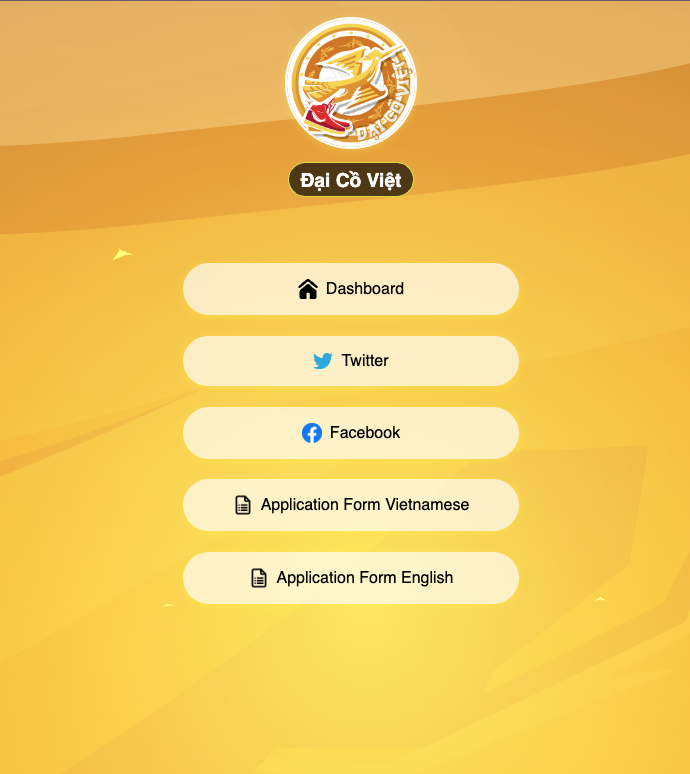 ĐẠI CỒ VIỆT
Đại Cồ Việt
Dashboard
Twitter
Facebook
Application Form Vietnamese
Application Form English